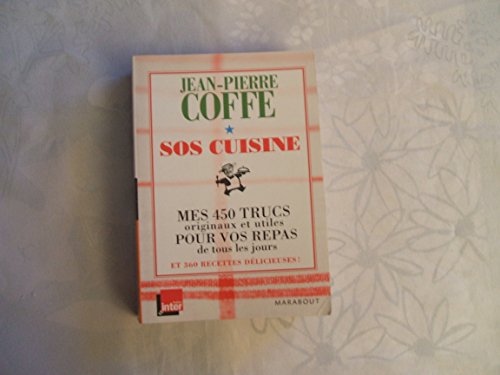 JEAN-PIERRE
COFFE
SOS CUISINE
MES 450 TRUCS
originaux et utiles
POUR VOS REPAS
de tous les jours
ET 360 RECETTES DÉLICIEUSES !
inter
MARABOUT